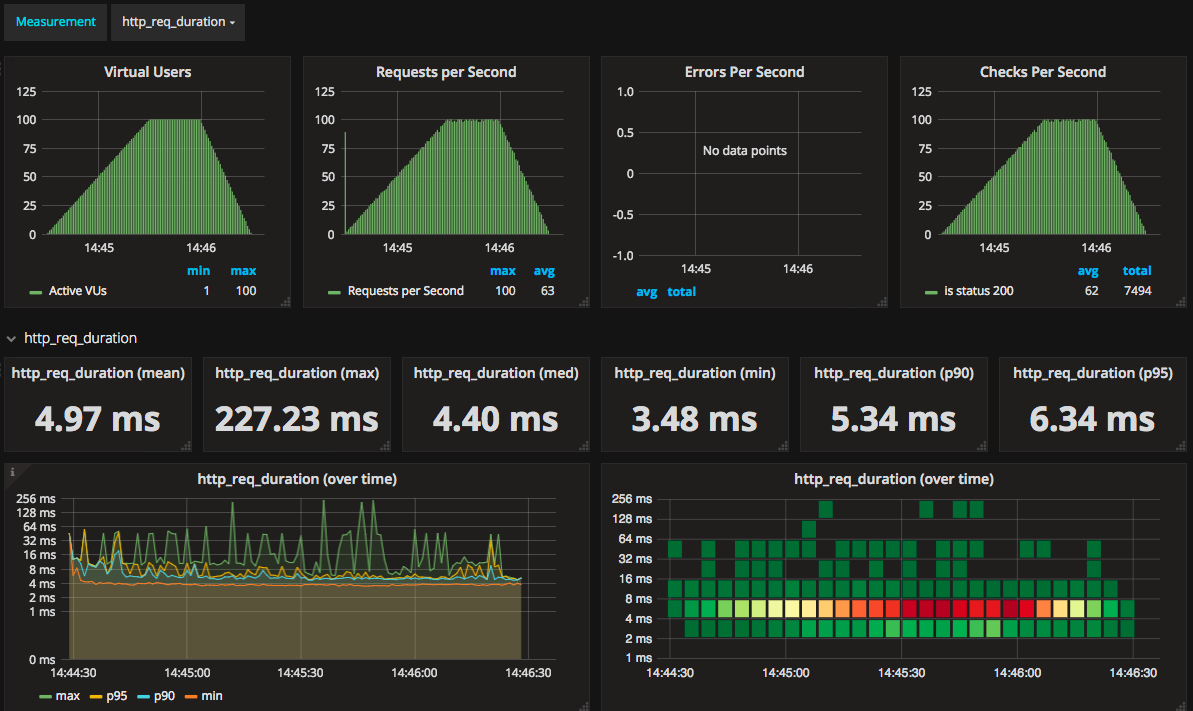 Measurement http_req_duration
Virtual Users
125
100
75
50
25
0
14:45 14:46
min max
Active VUs 1 100
Requests per Second
125
100
75
50
25
0
14:45 14:46
max avg
Requests per Second 100 63
Errors Per Second
1.0
0.5
No data points
0
-0.5
-1.0
14:45 14:46
avg total
Checks Per Second
125
100
75
50
25
0
14:45 14:46
avg total
is status 200 62 7494
http_req_duration
http_req_duration (mean)
4.97 ms
http_req_duration (max)
227.23 ms
http_req_duration (med)
4.40 ms
http_req_duration (min)
3.48 ms
http_req_duration (p90)
5.34 ms
http_req_duration (p95)
6.34 ms
i
http_req_duration (over time)
256 ms
128 ms
64 ms
32 ms
16 ms
8 ms
4 ms
2 ms
1 ms
0 ms
14:44:30 14:45:00 14:45:30 14:46:00 14:46:30
max p95 p90 min
http_req_duration (over time)
256 ms
128 ms
64 ms
32 ms
16 ms
8 ms
4 ms
2 ms
1 ms
14:44:30 14:45:00 14:45:30 14:46:00 14:46:30